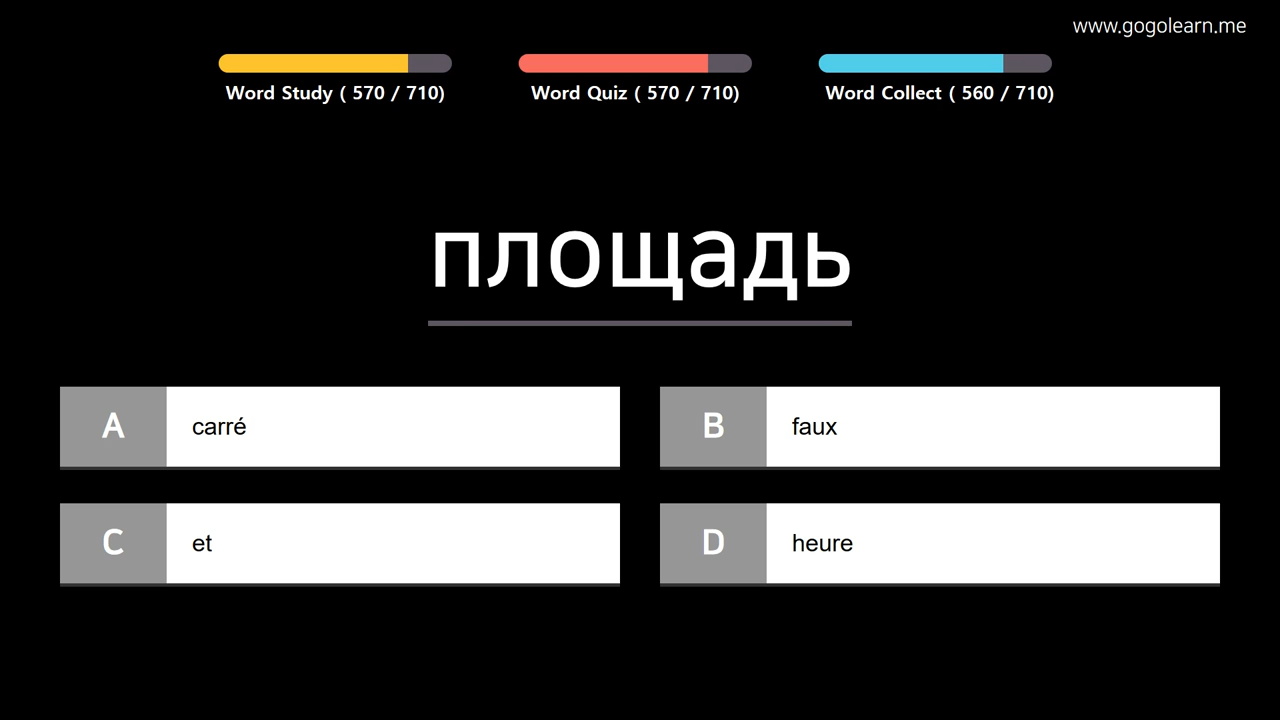 www.gogolearn.me
Word Study ( 570 / 710)
Word Quiz ( 570 / 710)
Word Collect ( 560 / 710)
площадь
A carré
B faux
C et
D heure